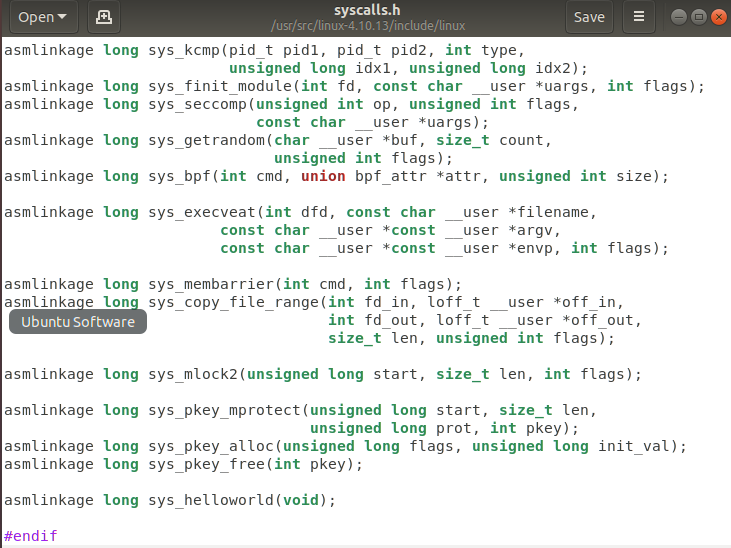 Open
syscalls.h
/usr/src/linux-4.10.13/include/linux
Save
asmlinkage long sys_kcmp(pid_t pid1, pid_t pid2, int type,
unsigned long idx1, unsigned long idx2);
asmlinkage long sys_finit_module(int fd, const char __user *uargs, int flags);
asmlinkage long sys_seccomp(unsigned int op, unsigned int flags,
const char __user *uargs);
asmlinkage long sys_getrandom(char __user *buf, size_t count,
unsigned int flags);
asmlinkage long sys_bpf(int cmd, union bpf_attr *attr, unsigned int size);
asmlinkage long sys_execveat(int dfd, const char __user *filename,
const char __user *const __user *argv,
const char __user *const __user *envp, int flags);
asmlinkage long sys_membarrier(int cmd, int flags);
asmlinkage long sys_copy_file_range(int fd_in, loff_t __user *off_in,
Ubuntu Software
int fd_out, loff_t __user *off_out,
size_t len, unsigned int flags);
asmlinkage long sys_mlock2(unsigned long start, size_t len, int flags);
asmlinkage long sys_pkey_mprotect(unsigned long start, size_t len,
unsigned long prot, int pkey);
asmlinkage long sys_pkey_alloc(unsigned long flags, unsigned long init_val);
asmlinkage long sys_pkey_free(int pkey);
asmlinkage long sys_helloworld(void);
#endif